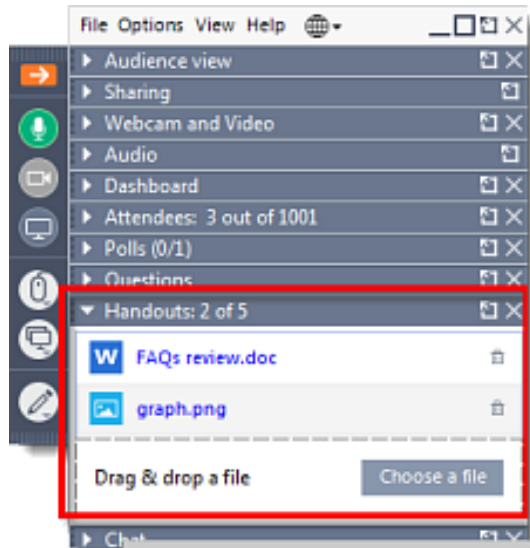 File Options View Help
Audience view
Sharing
Webcam and Video
Audio
Dashboard
Attendees: 3 out of 1001
Polls (0/1)
Questions
Handouts: 2 of 5
W FAQs review.doc
graph.png
Drag & drop a file Choose a file
Chat